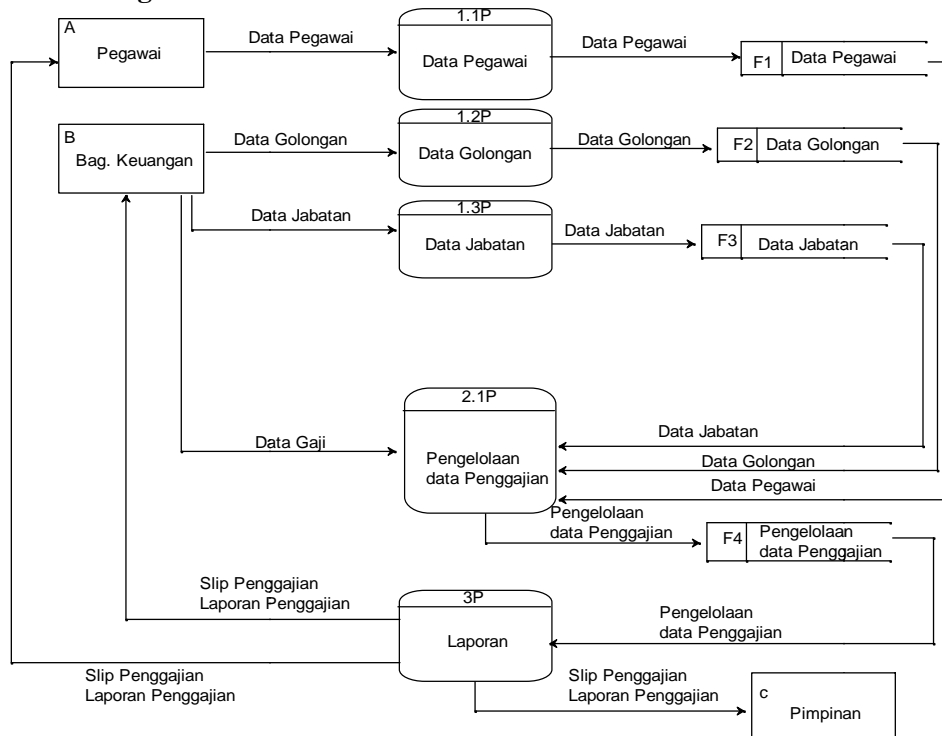 A
Pegawai
Data Pegawai
1.1P
Data Pegawai
Data Pegawai
F1
Data Pegawai
B
Bag. Keuangan
Data Golongan
1.2P
Data Golongan
Data Golongan
F2
Data Golongan
Data Jabatan
1.3P
Data Jabatan
Data Jabatan
F3
Data Jabatan
Data Gaji
2.1P
Pengelolaan
data Penggajian
Data Jabatan
Data Golongan
Data Pegawai
Pengelolaan
data Penggajian
F4
Pengelolaan
data Penggajian
Slip Penggajian
Laporan Penggajian
3P
Laporan
Pengelolaan
data Penggajian
Slip Penggajian
Laporan Penggajian
Slip Penggajian
Laporan Penggajian
c
Pimpinan